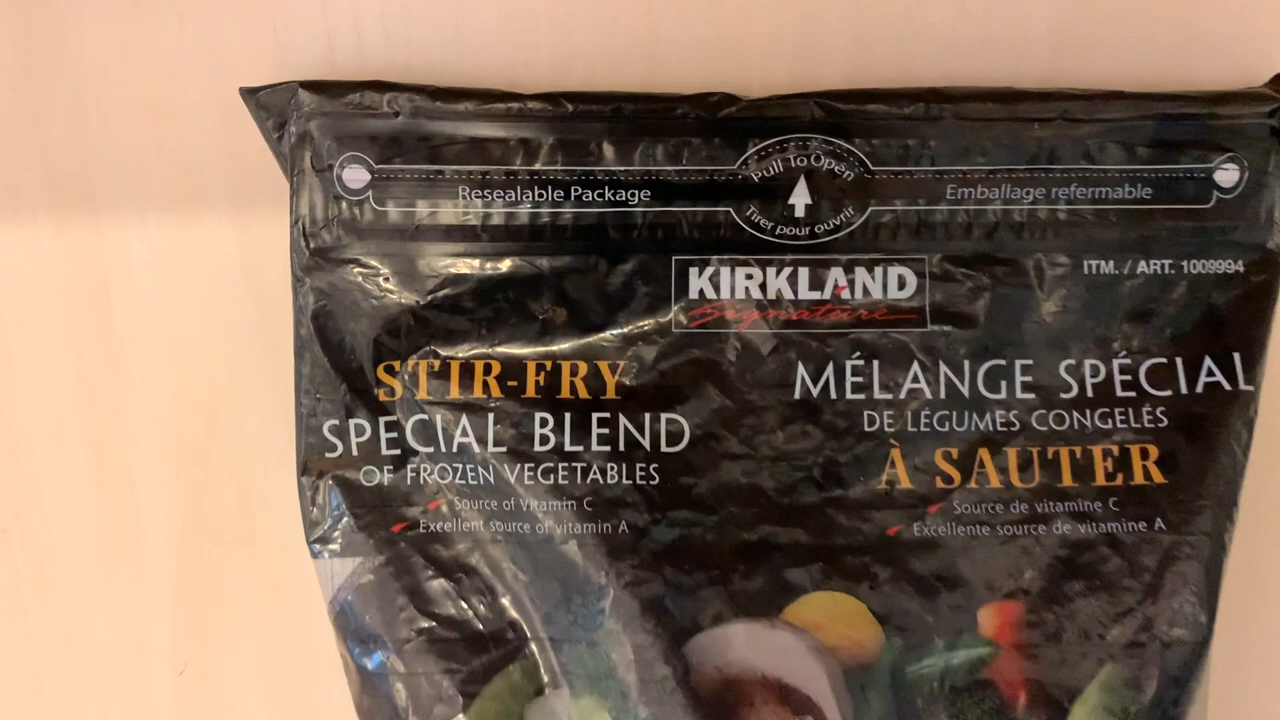 Pull To Open
Resealable Package
Emballage refermable
Tirer pour ouvrir
KIRKLAND
Signature
ITM. / ART. 1009994
STIR-FRY
SPECIAL BLEND
OF FROZEN VEGETABLES
Source of Vitamin C
Excellent source of vitamin A
MÉLANGE SPÉCIAL
DE LÉGUMES CONGELÉS
À SAUTER
Source de vitamine C
Excellente source de vitamine A